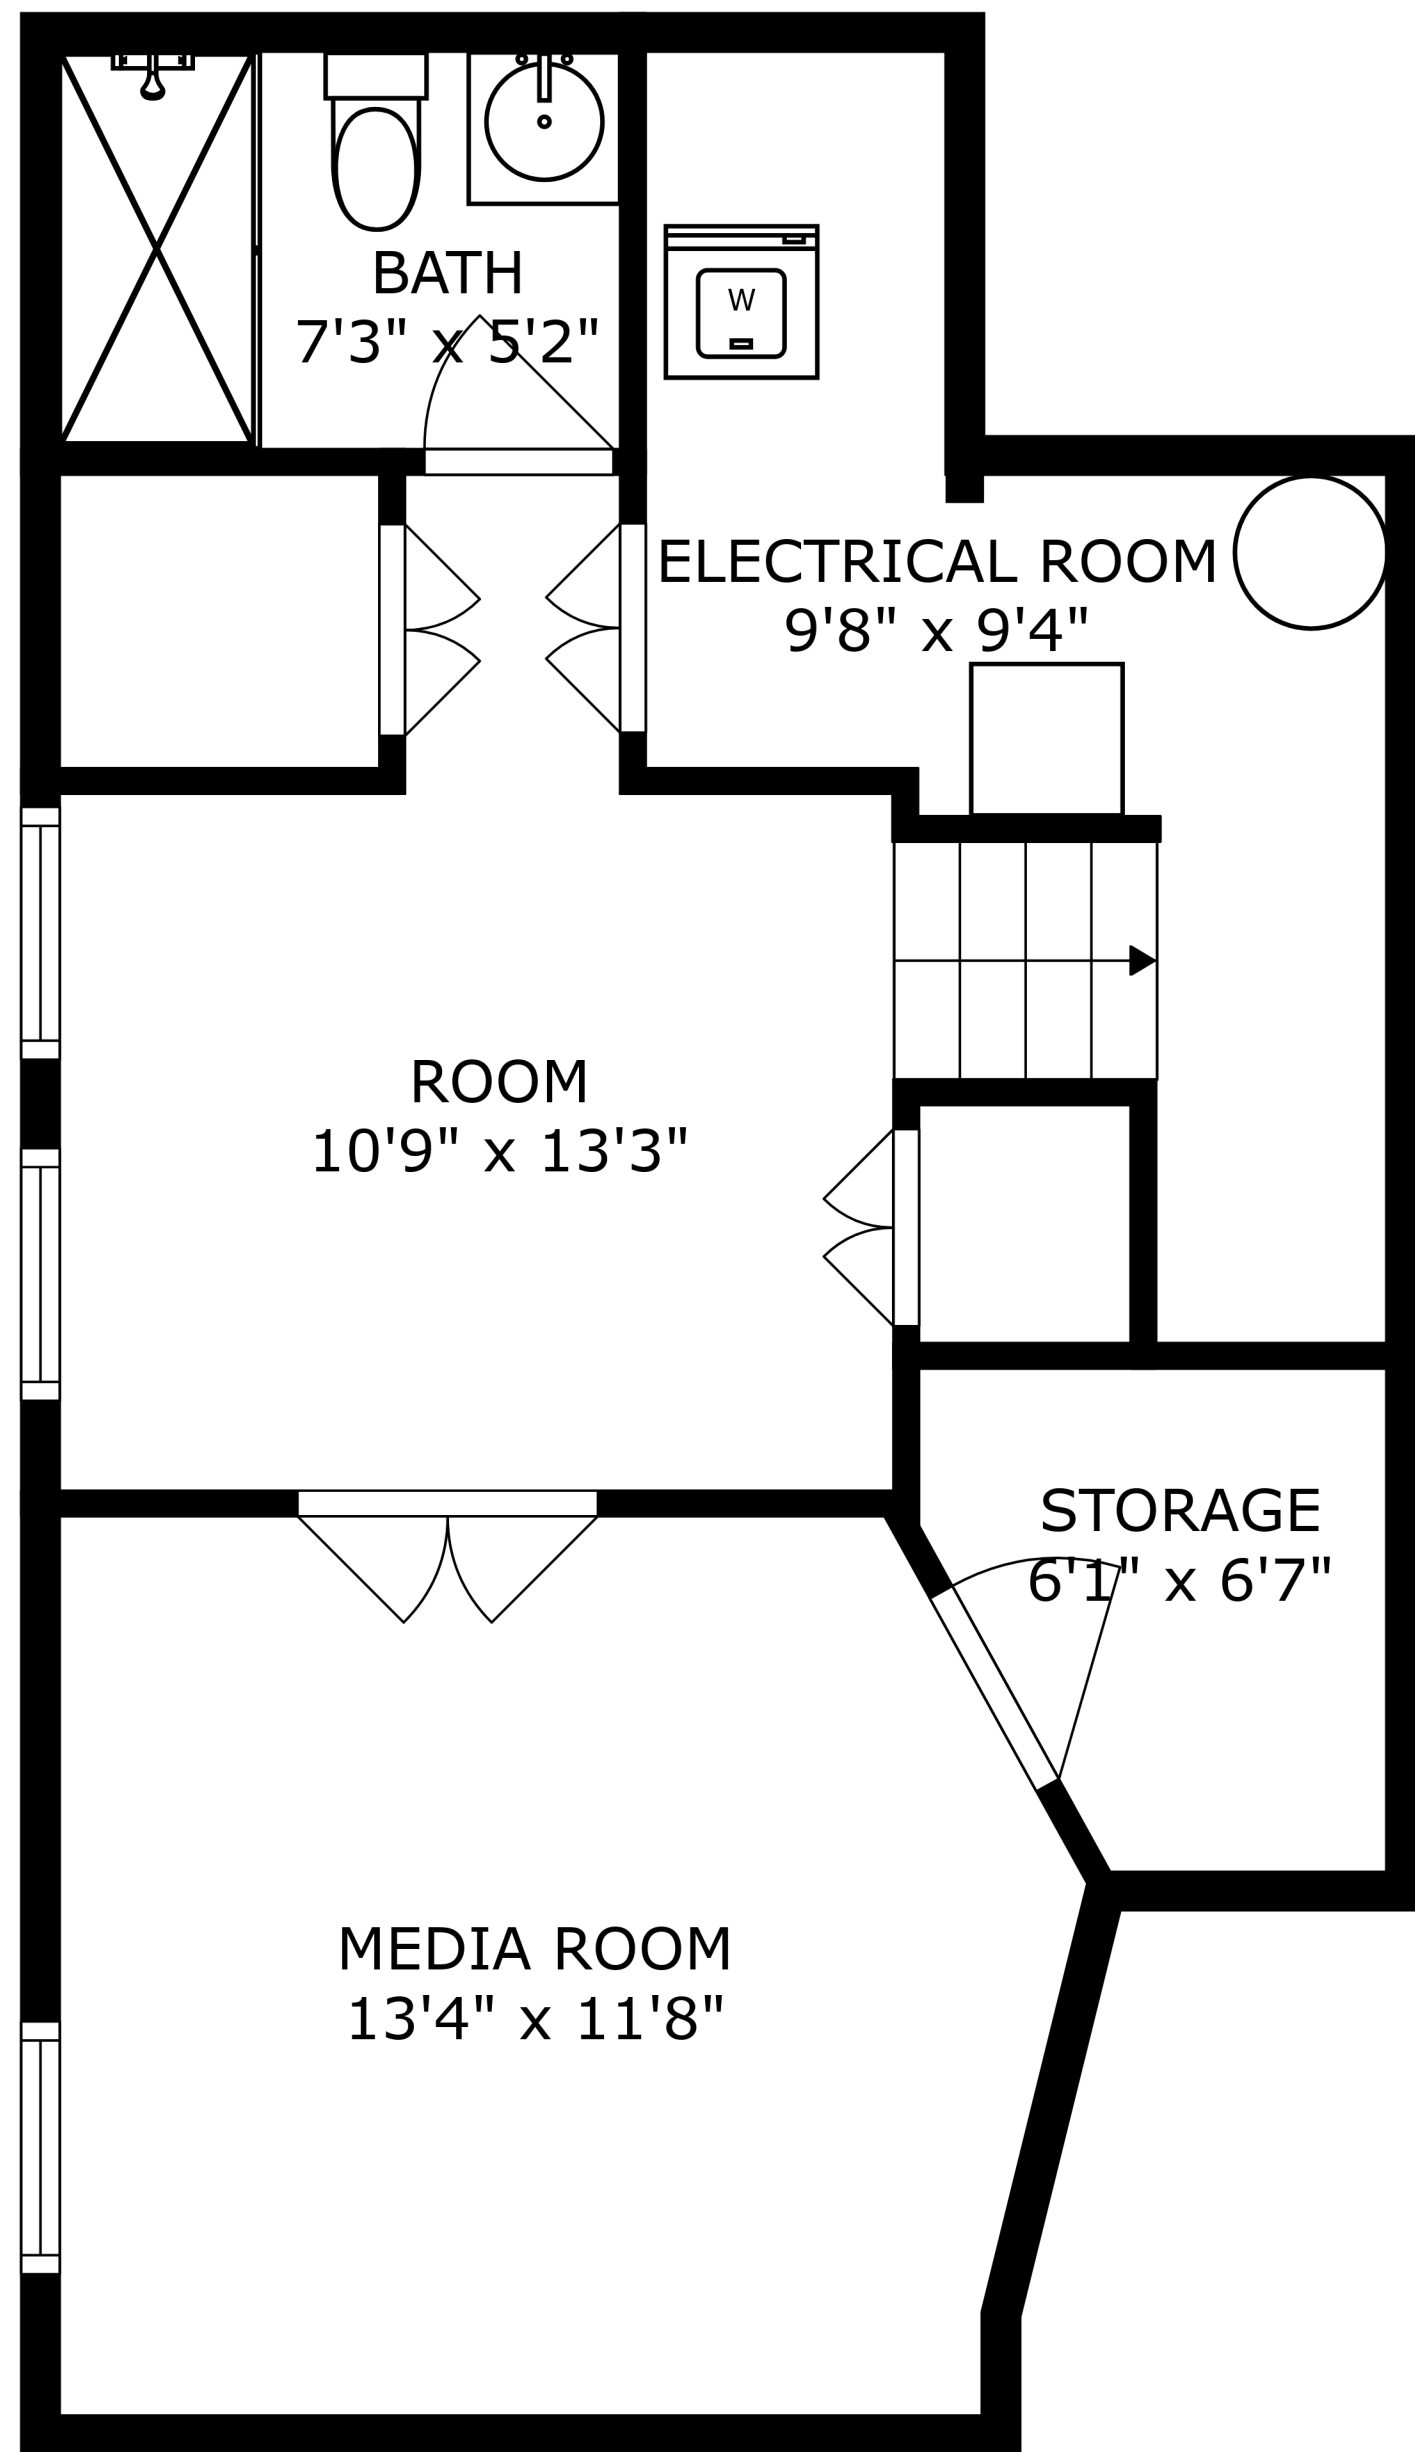 BATH
7'3" x 5'2"
W
ELECTRICAL ROOM
9'8" x 9'4"
ROOM
10'9" x 13'3"
STORAGE
6'1" x 6'7"
MEDIA ROOM
13'4" x 11'8"